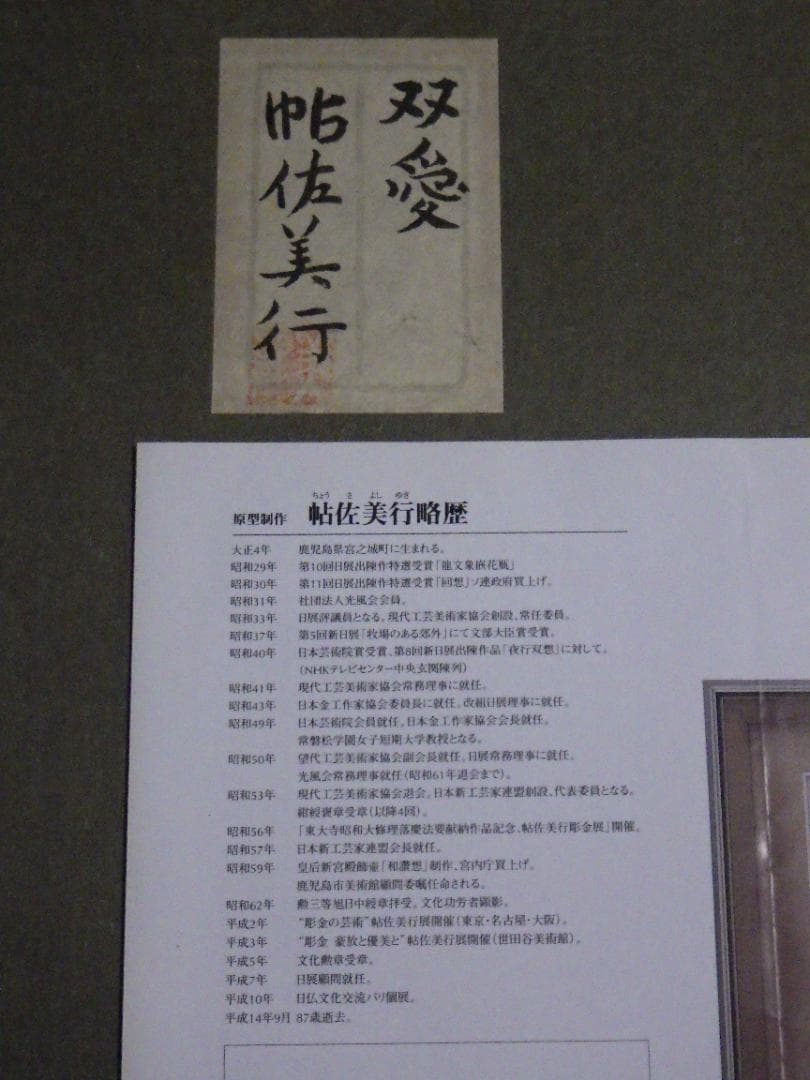 双愛
帖佐美行
原型制作 帖佐美行略歴
ちょう さ よし ゆき
大正4年 鹿児島県宮之城町に生まれる。
昭和29年 第10回日展出陳作特選受賞「龍文象嵌花瓶」
昭和30年 第11回日展出陳作特選受賞「回想」ソ連政府買上げ。
昭和31年 社団法人光風会会員。
昭和33年 日展評議員となる。現代工芸美術家協会創設、常任委員。
昭和37年 第5回新日展「牧場のある郊外」にて文部大臣賞受賞。
昭和40年 日本芸術院賞受賞、第8回新日展出陳作品「夜行双想」に対して。
(NHKテレビセンター中央玄関陳列)
昭和41年 現代工芸美術家協会常務理事に就任。
昭和43年 日本金工作家協会委員長に就任。改組日展理事に就任。
昭和49年 日本芸術院会員就任。日本金工作家協会会長就任。
常磐松学園女子短期大学教授となる。
昭和50年 望代工芸美術家協会副会長就任。日展常務理事に就任。
光風会常務理事就任(昭和61年退会まで)。
昭和53年 現代工芸美術家協会退会。日本新工芸家連盟創設、代表委員となる。
紺綬褒章受章(以降4回)。
昭和56年 「東大寺昭和大修理落慶法要献納作品記念、帖佐美行彫金展」開催。
昭和57年 日本新工芸家連盟会長就任。
昭和59年 皇后新宮殿飾壷「和讃想」制作、宮内庁買上げ。
鹿児島市美術館顧問委嘱任命される。
昭和62年 勲三等旭日中綬章拝受。文化功労者顕彰。
平成2年 “彫金の芸術”帖佐美行展開催(東京・名古屋・大阪)。
平成3年 “彫金 豪放と優美と”帖佐美行展開催(世田谷美術館)。
平成5年 文化勲章受章。
平成7年 日展顧問就任。
平成10年 日仏文化交流パリ個展。
平成14年9月 87歳逝去。